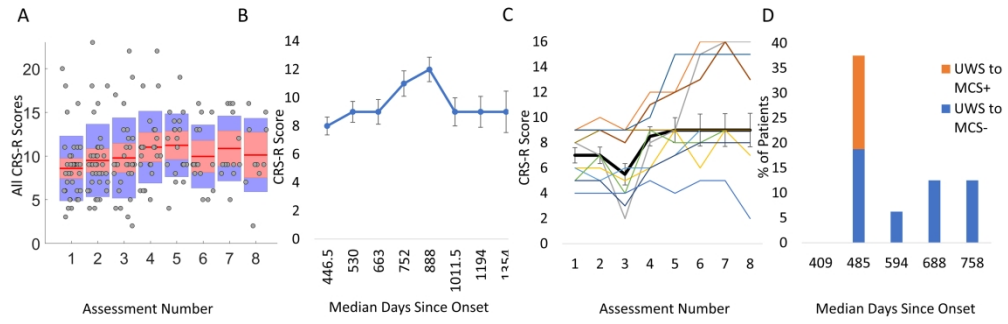 A
All CRS-R Scores
20
15
10
5
0
1 2 3 4 5 6 7 8
Assessment Number
B
CRS-R Score
14
12
10
8
6
4
2
0
446.5 530 663 752 888 1011.5 1194 1354
Median Days Since Onset
C
CRS-R Score
16
14
12
10
8
6
4
2
0
1 2 3 4 5 6 7 8
Assessment Number
D
% of Patients
40
35
30
25
20
15
10
5
0
409 485 594 688 758
Median Days Since Onset
UWS to
MCS+
UWS to
MCS-